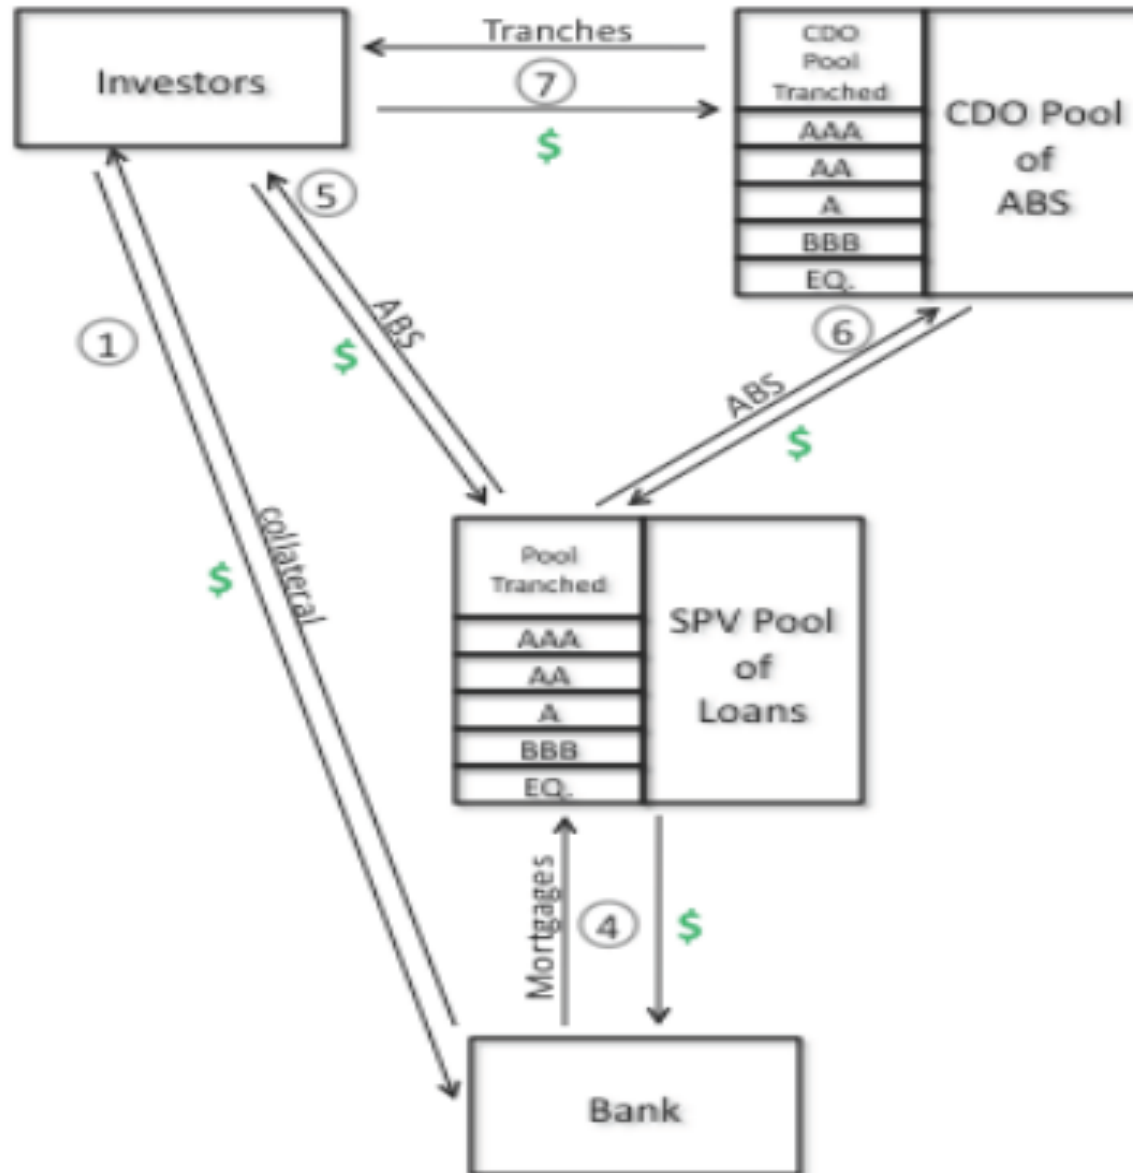 Investors
Tranches
7
$
CDO
Pool
Tranched
AAA
AA
A
BBB
EQ.
CDO Pool
of
ABS
5
ABS
$
1
$
collateral
6
ABS
$
Pool
Tranched
AAA
AA
A
BBB
EQ.
SPV Pool
of
Loans
Mortgages
4
$
Bank